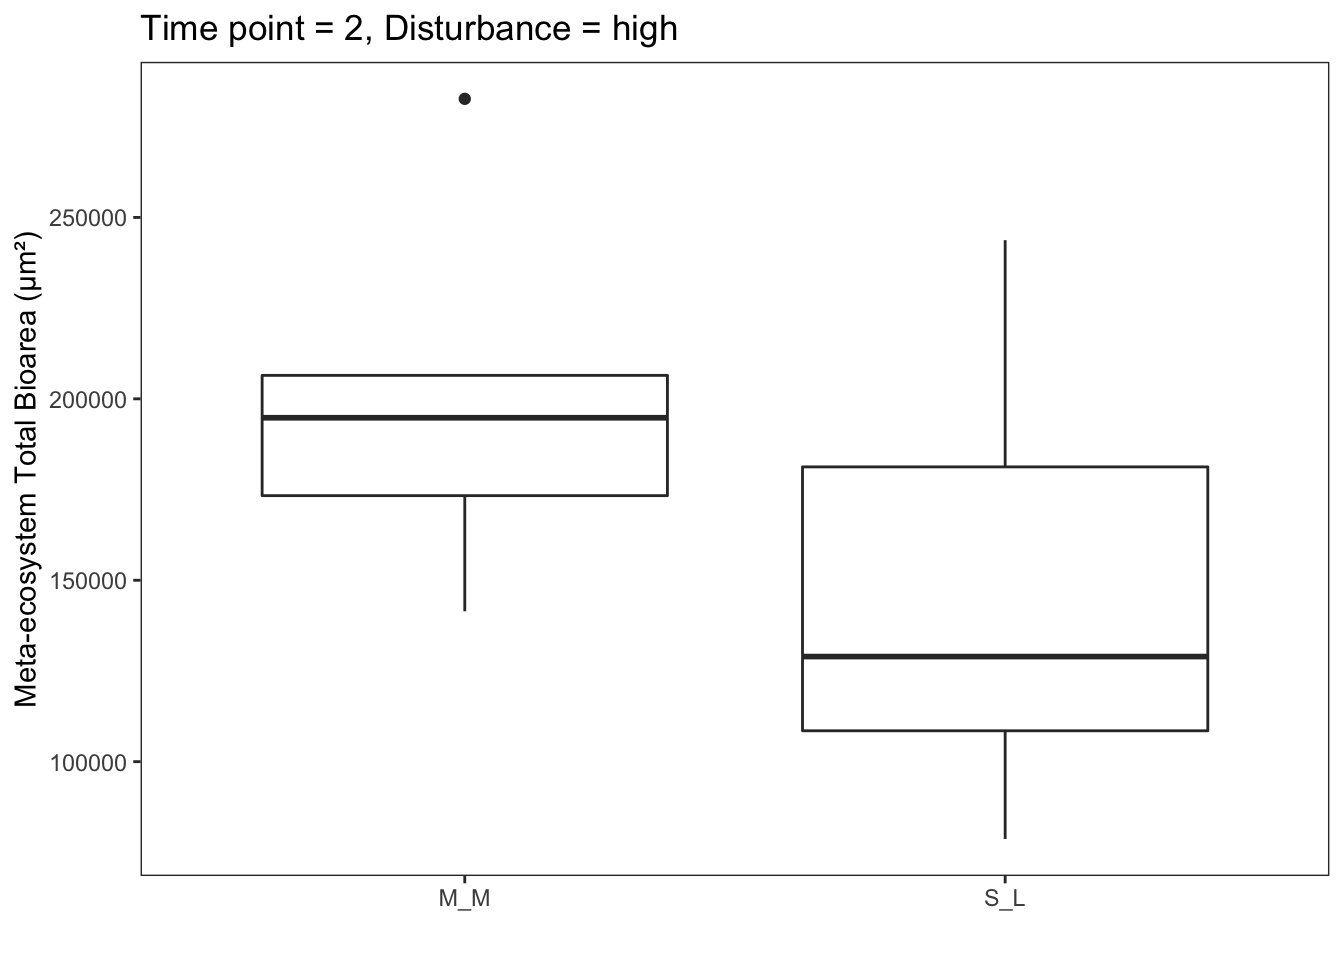 Time point = 2, Disturbance = high
Meta-ecosystem Total Bioarea (µm²)
250000
200000
150000
100000
M_M
S_L